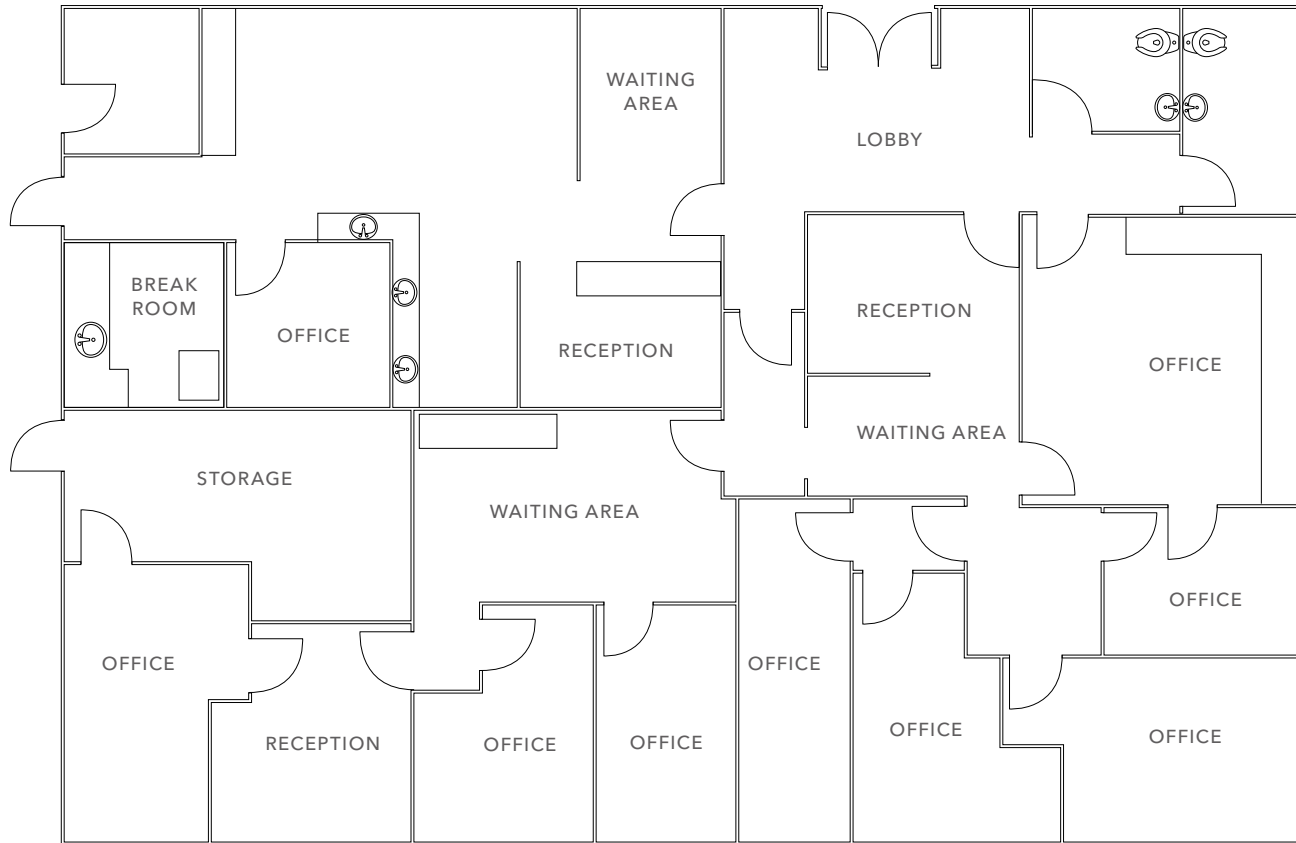 WAITING
AREA
LOBBY
BREAK
ROOM
OFFICE
RECEPTION
RECEPTION
OFFICE
WAITING AREA
STORAGE
WAITING AREA
OFFICE
OFFICE
OFFICE
RECEPTION
OFFICE
OFFICE
OFFICE
OFFICE